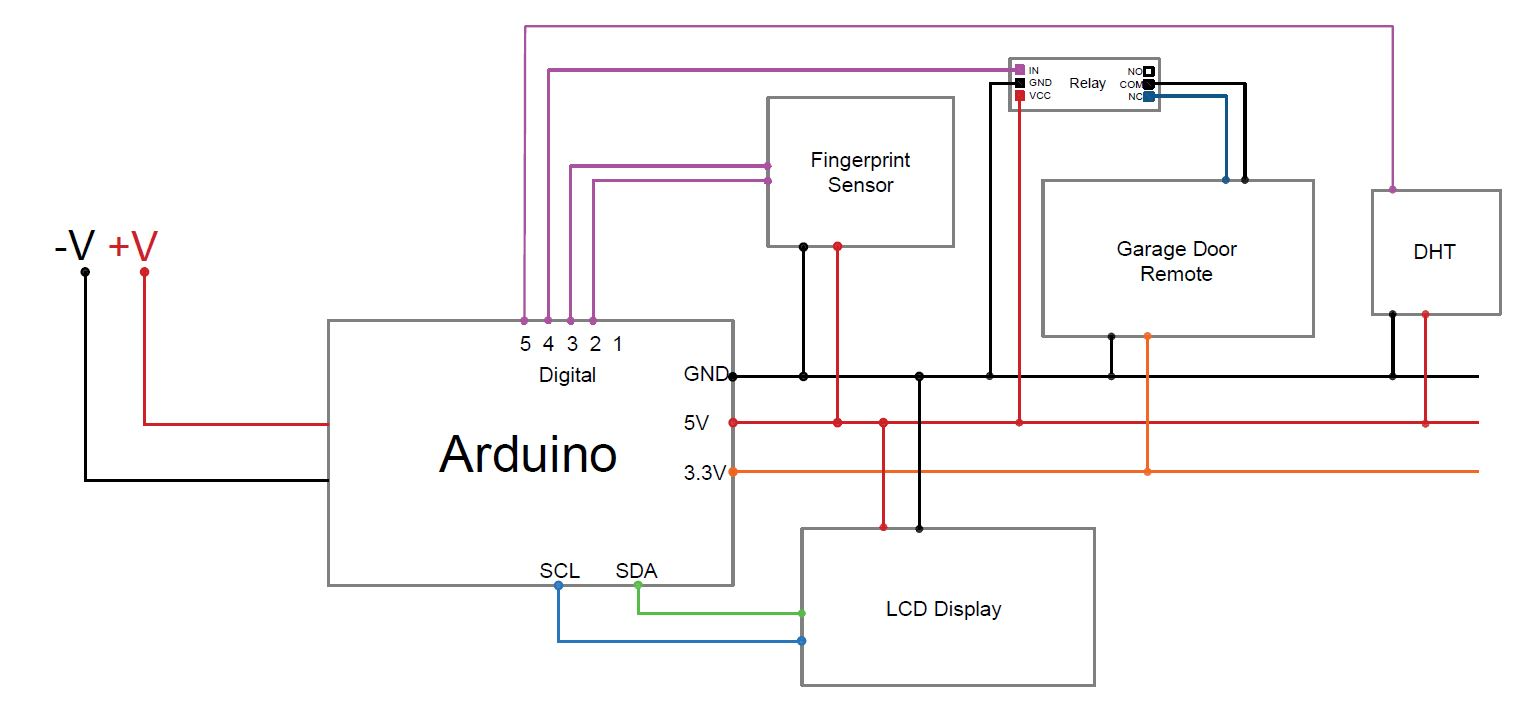 IN
GND
VCC
Relay
NO
COM
NC
Fingerprint
Sensor
Garage Door
Remote
DHT
-V +V
5 4 3 2 1
Digital
GND
5V
3.3V
Arduino
SCL SDA
LCD Display